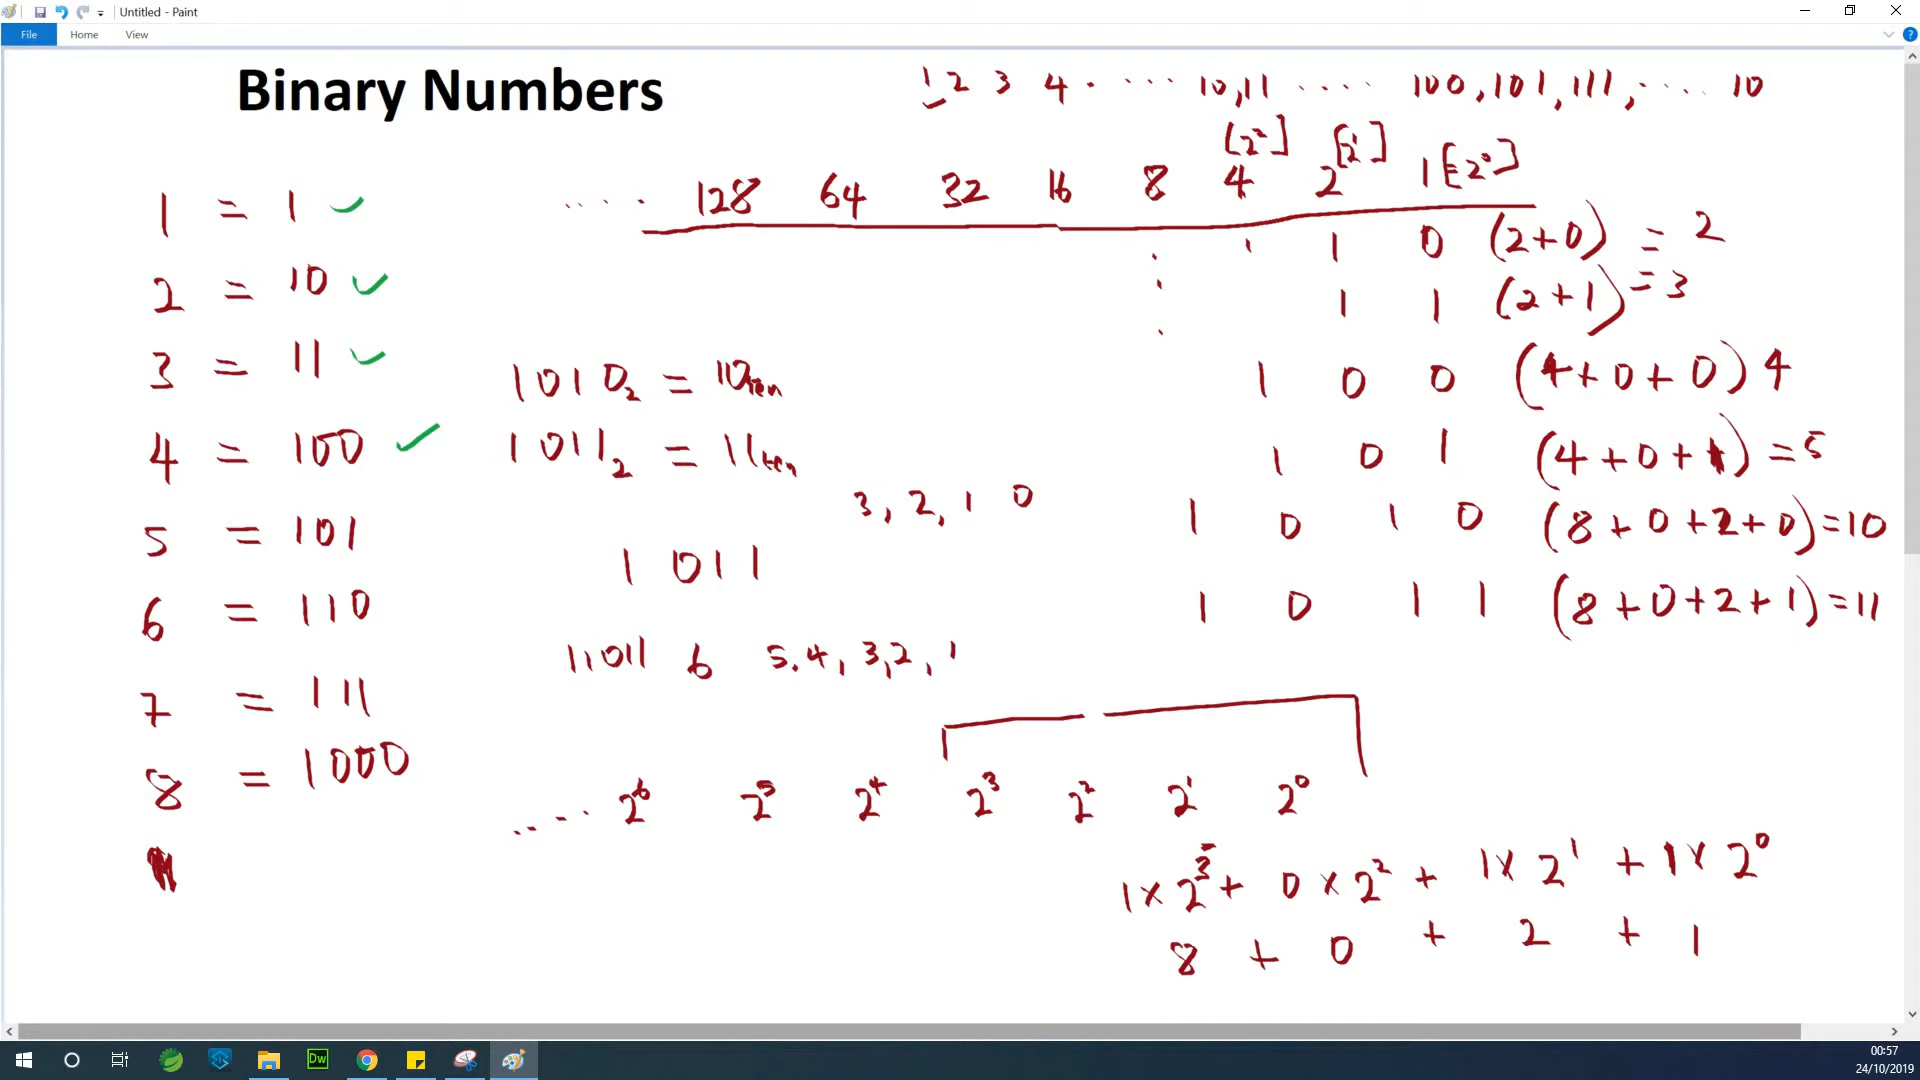 Untitled - Paint
File Home View
Binary Numbers
1 2 3 4 . ... 10,11 .... 100,101,111, .... 10
[2²] [2¹]
.... 128 64 32 16 8 4 2 1[2⁰]
1 = 1 ✓
1 1 0 (2+0) = 2
2 = 10 ✓
1 1 (2+1) = 3
3 = 11 ✓
1010₂ = 10ten
1 0 0 (4+0+0) 4
4 = 100 ✓
1011₂ = 11ten
1 0 1 (4+0+1) = 5
3, 2, 1 0
5 = 101
1 0 1 0 (8+0+2+0)=10
1 0 1 1
6 = 110
1 0 1 1 (8+0+2+1)=11
11011 6 5.4, 3,2, 1
7 = 111
8 = 1000
.... 2⁶ 2⁵ 2⁴ 2³ 2² 2¹ 2⁰
1x2³+ 0x2² + 1x2¹ + 1x2⁰
8 + 0 + 2 + 1
Dw
00:57
24/10/2019